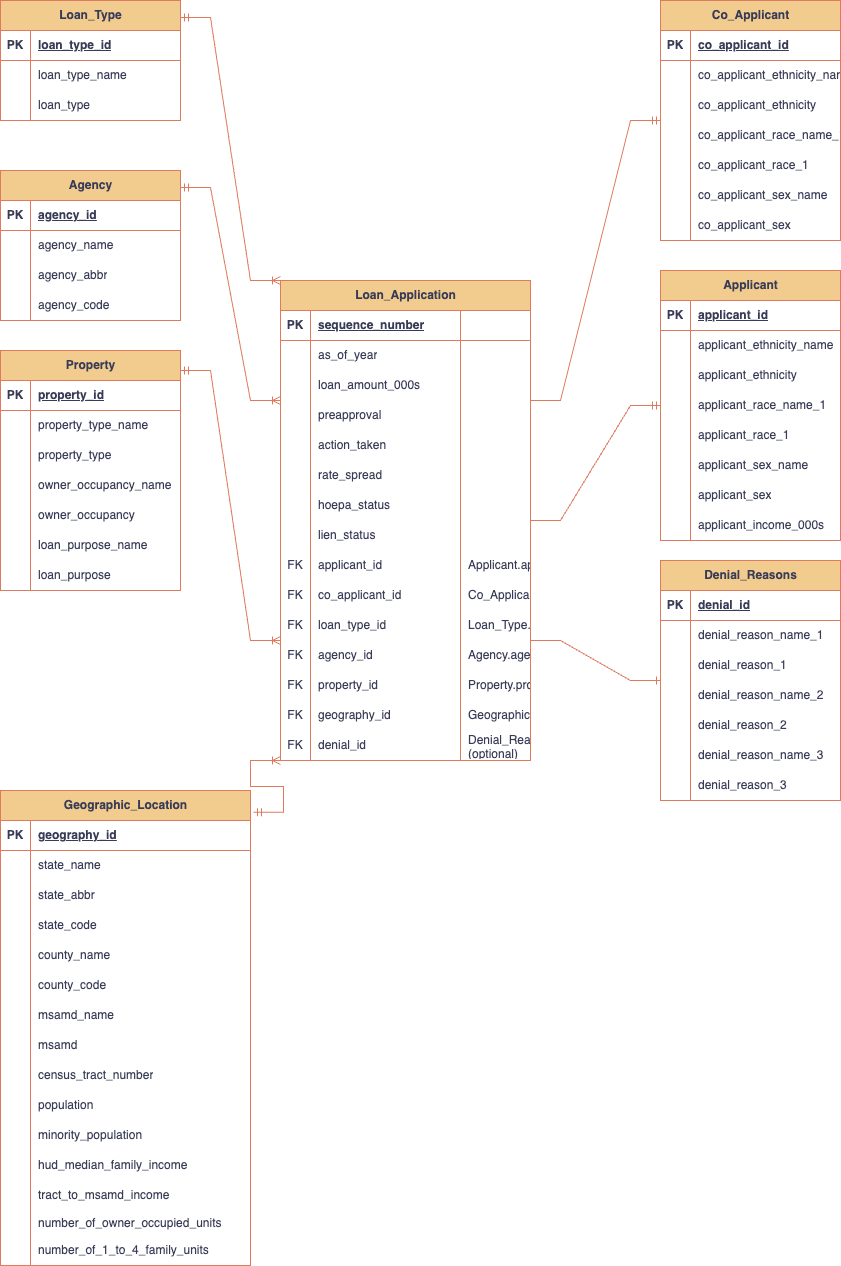 Loan_Type
PK loan_type_id
loan_type_name
loan_type
Agency
PK agency_id
agency_name
agency_abbr
agency_code
Property
PK property_id
property_type_name
property_type
owner_occupancy_name
owner_occupancy
loan_purpose_name
loan_purpose
Loan_Application
PK sequence_number
as_of_year
loan_amount_000s
preapproval
action_taken
rate_spread
hoepa_status
lien_status
FK applicant_id Applicant.ap
FK co_applicant_id Co_Applica
FK loan_type_id Loan_Type.
FK agency_id Agency.age
FK property_id Property.pro
FK geography_id Geographic
FK denial_id Denial_Rea
(optional)
Co_Applicant
PK co_applicant_id
co_applicant_ethnicity_nar
co_applicant_ethnicity
co_applicant_race_name_
co_applicant_race_1
co_applicant_sex_name
co_applicant_sex
Applicant
PK applicant_id
applicant_ethnicity_name
applicant_ethnicity
applicant_race_name_1
applicant_race_1
applicant_sex_name
applicant_sex
applicant_income_000s
Denial_Reasons
PK denial_id
denial_reason_name_1
denial_reason_1
denial_reason_name_2
denial_reason_2
denial_reason_name_3
denial_reason_3
Geographic_Location
PK geography_id
state_name
state_abbr
state_code
county_name
county_code
msamd_name
msamd
census_tract_number
population
minority_population
hud_median_family_income
tract_to_msamd_income
number_of_owner_occupied_units
number_of_1_to_4_family_units